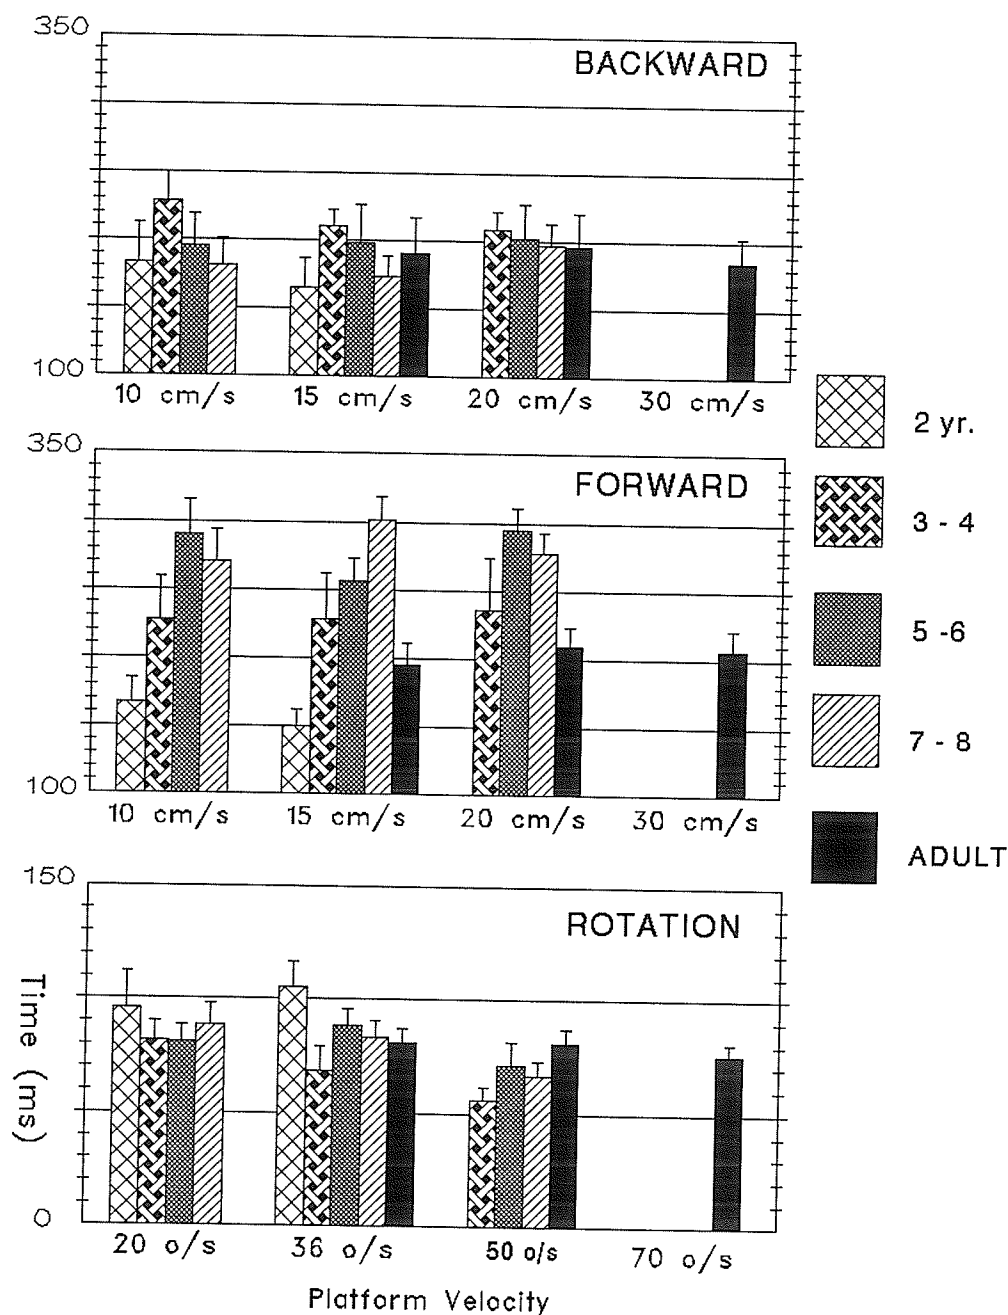 350
BACKWARD
100
10 cm/s 15 cm/s 20 cm/s 30 cm/s
2 yr.
350
FORWARD
3 - 4
5 -6
7 - 8
100
10 cm/s 15 cm/s 20 cm/s 30 cm/s
ADULT
150
ROTATION
Time (ms)
0
20 o/s 36 o/s 50 o/s 70 o/s
Platform Velocity